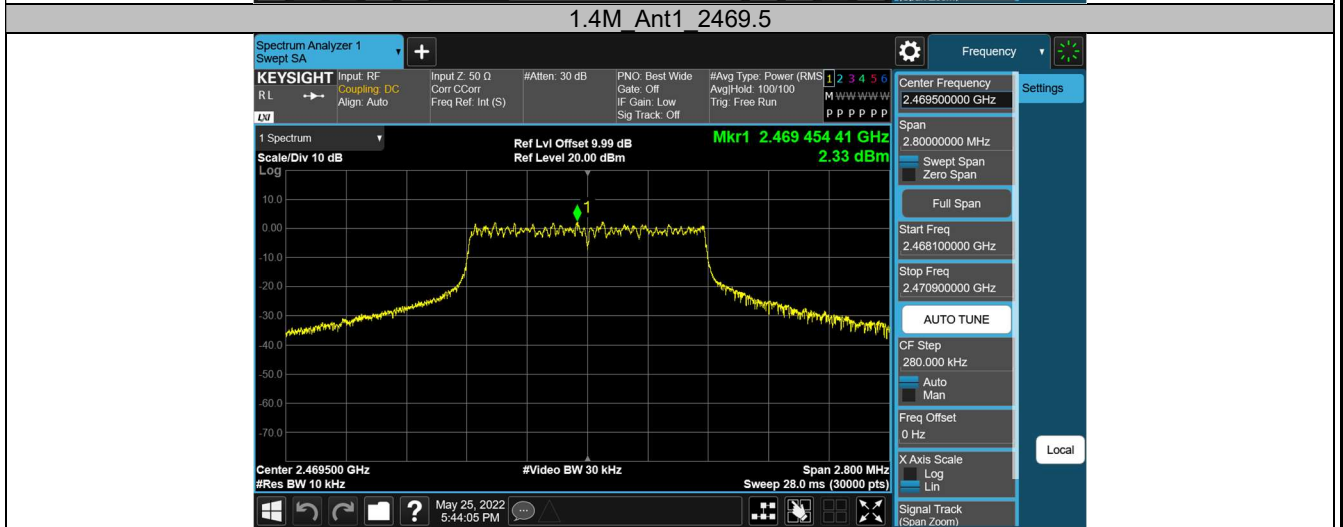 1.4M_Ant1_2469.5
Spectrum Analyzer 1
Swept SA
+
Frequency
KEYSIGHT
RL
LXI
Input: RF
Coupling: DC
Align: Auto
Input Z: 50 Ω
Corr CCorr
Freq Ref: Int (S)
#Atten: 30 dB
PNO: Best Wide
Gate: Off
IF Gain: Low
Sig Track: Off
#Avg Type: Power (RMS
Avg|Hold: 100/100
Trig: Free Run
1 2 3 4 5 6
M W W W W W
P P P P P P
1 Spectrum
Scale/Div 10 dB
Log
Ref Lvl Offset 9.99 dB
Ref Level 20.00 dBm
Mkr1 2.469 454 41 GHz
2.33 dBm
1
10.0
0.00
-10.0
-20.0
-30.0
-40.0
-50.0
-60.0
-70.0
Center 2.469500 GHz
#Res BW 10 kHz
#Video BW 30 kHz
Span 2.800 MHz
Sweep 28.0 ms (30000 pts)
Center Frequency
2.469500000 GHz
Settings
Span
2.80000000 MHz
Swept Span
Zero Span
Full Span
Start Freq
2.468100000 GHz
Stop Freq
2.470900000 GHz
AUTO TUNE
CF Step
280.000 kHz
Auto
Man
Freq Offset
0 Hz
X Axis Scale
Log
Lin
Local
Signal Track
(Span Zoom)
?
May 25, 2022
5:44:05 PM